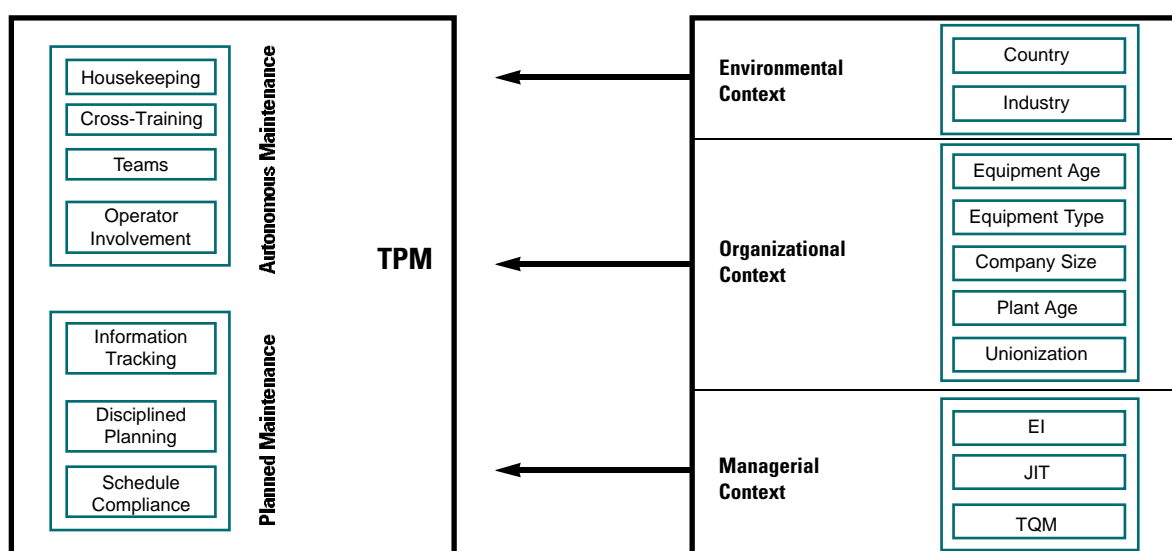 Housekeeping
Cross-Training
Teams
Operator
Involvement
Autonomous Maintenance
Information
Tracking
Disciplined
Planning
Schedule
Compliance
Planned Maintenance
TPM
Environmental
Context
Country
Industry
Organizational
Context
Equipment Age
Equipment Type
Company Size
Plant Age
Unionization
Managerial
Context
EI
JIT
TQM